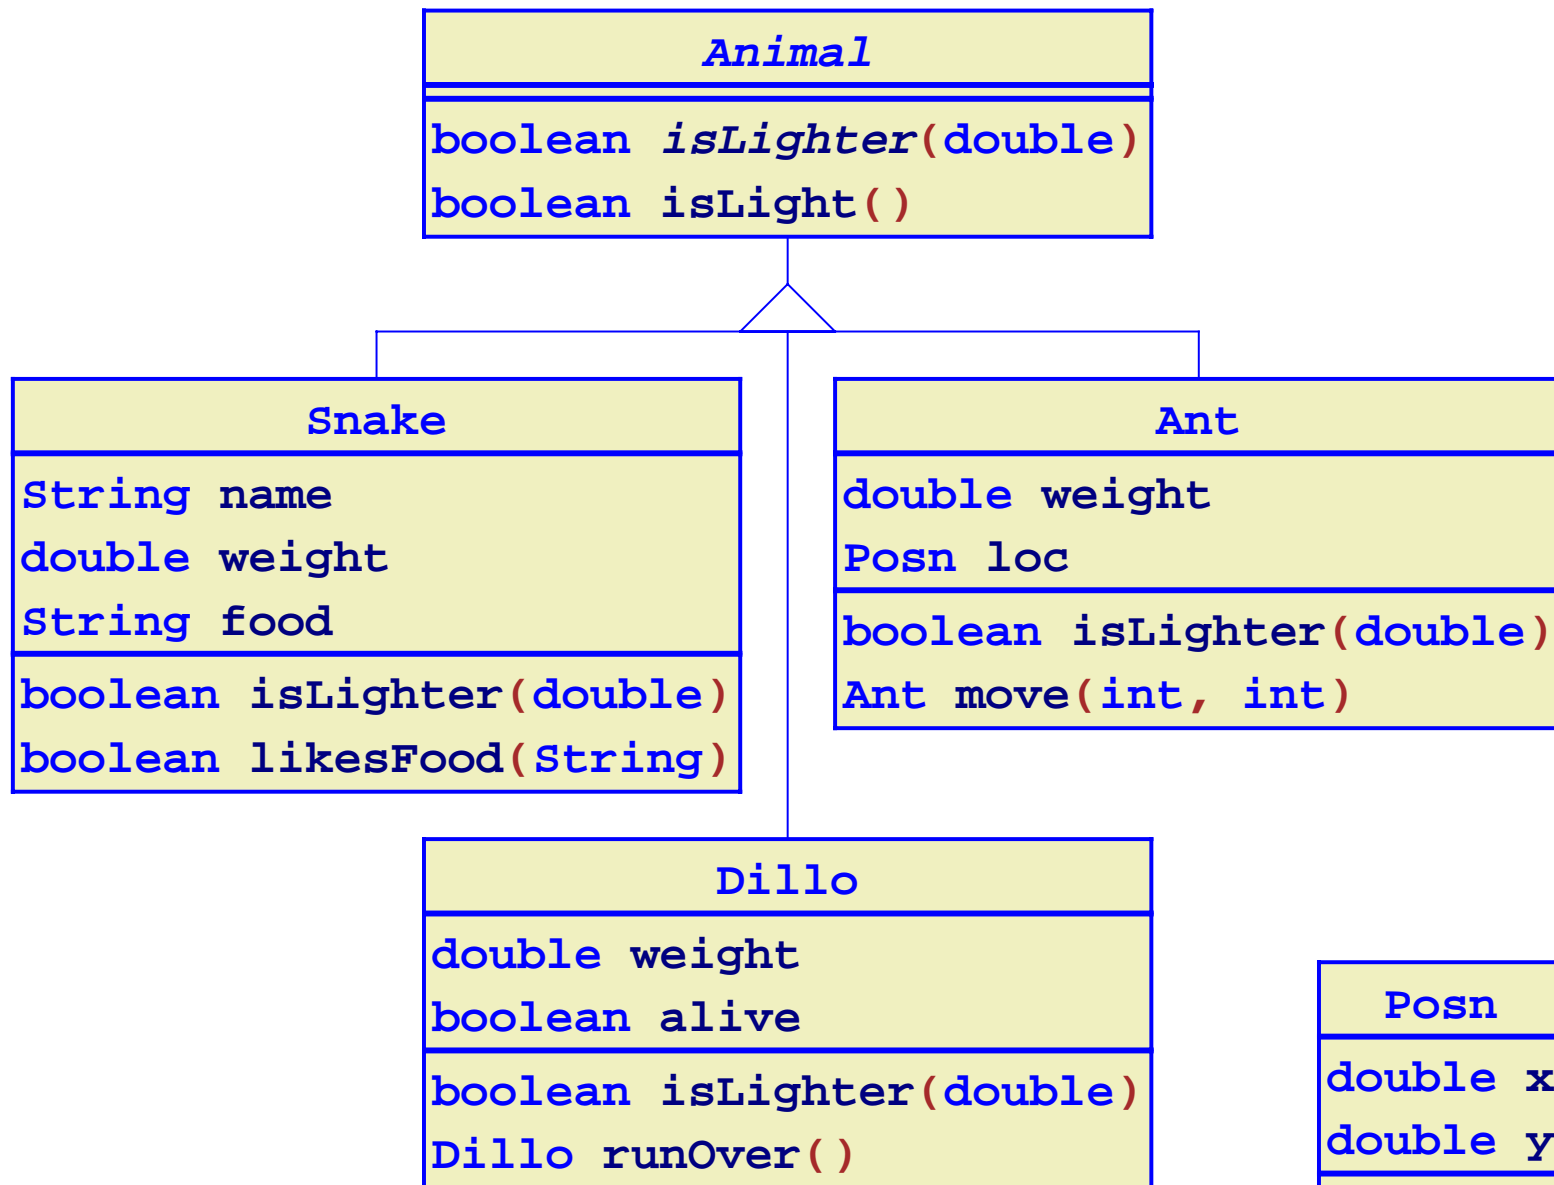 Animal
boolean isLighter(double)
boolean isLight()
Snake
String name
double weight
String food
boolean isLighter(double)
boolean likesFood(String)
Ant
double weight
Posn loc
boolean isLighter(double)
Ant move(int, int)
Dillo
double weight
boolean alive
boolean isLighter(double)
Dillo runOver()
Posn
double x
double y